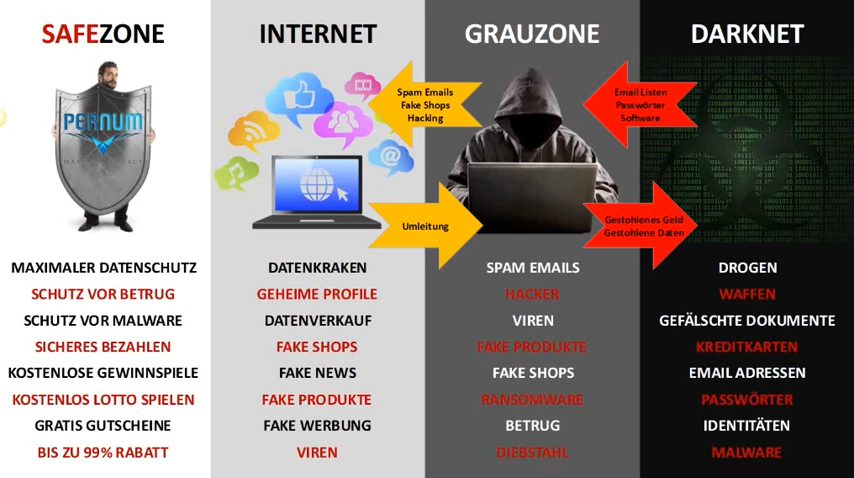 SAFEZONE
INTERNET
GRAUZONE
DARKNET
PERNUM
Spam Emails
Fake Shops
Hacking
Email Listen
Passwörter
Software
Umleitung
Gestohlenes Geld
Gestohlene Daten
MAXIMALER DATENSCHUTZ
SCHUTZ VOR BETRUG
SCHUTZ VOR MALWARE
SICHERES BEZAHLEN
KOSTENLOSE GEWINNSPIELE
KOSTENLOS LOTTO SPIELEN
GRATIS GUTSCHEINE
BIS ZU 99% RABATT
DATENKRAKEN
GEHEIME PROFILE
DATENVERKAUF
FAKE SHOPS
FAKE NEWS
FAKE PRODUKTE
FAKE WERBUNG
VIREN
SPAM EMAILS
HACKER
VIREN
FAKE PRODUKTE
FAKE SHOPS
RANSOMWARE
BETRUG
DIEBSTAHL
DROGEN
WAFFEN
GEFÄLSCHTE DOKUMENTE
KREDITKARTEN
EMAIL ADRESSEN
PASSWÖRTER
IDENTITÄTEN
MALWARE